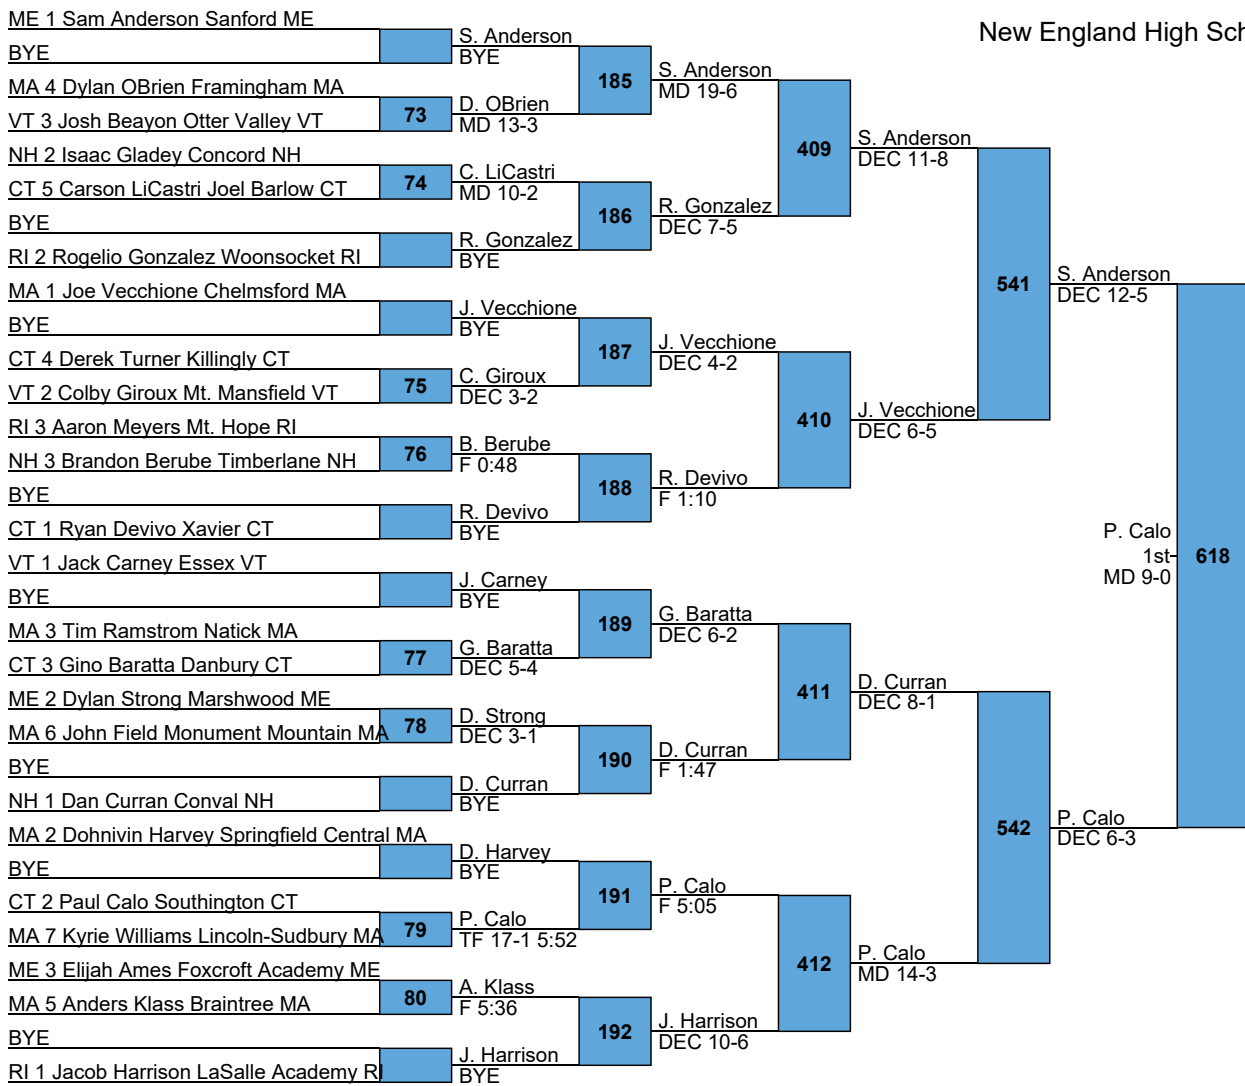 New England High Sch
ME 1 Sam Anderson Sanford ME
BYE
MA 4 Dylan OBrien Framingham MA
VT 3 Josh Beayon Otter Valley VT
NH 2 Isaac Gladey Concord NH
CT 5 Carson LiCastri Joel Barlow CT
BYE
RI 2 Rogelio Gonzalez Woonsocket RI
MA 1 Joe Vecchione Chelmsford MA
BYE
CT 4 Derek Turner Killingly CT
VT 2 Colby Giroux Mt. Mansfield VT
RI 3 Aaron Meyers Mt. Hope RI
NH 3 Brandon Berube Timberlane NH
BYE
CT 1 Ryan Devivo Xavier CT
VT 1 Jack Carney Essex VT
BYE
MA 3 Tim Ramstrom Natick MA
CT 3 Gino Baratta Danbury CT
ME 2 Dylan Strong Marshwood ME
MA 6 John Field Monument Mountain MA
BYE
NH 1 Dan Curran Conval NH
MA 2 Dohnivin Harvey Springfield Central MA
BYE
CT 2 Paul Calo Southington CT
MA 7 Kyrie Williams Lincoln-Sudbury MA
ME 3 Elijah Ames Foxcroft Academy ME
MA 5 Anders Klass Braintree MA
BYE
RI 1 Jacob Harrison LaSalle Academy RI
73
74
75
76
77
78
79
80
S. Anderson
BYE
D. OBrien
MD 13-3
C. LiCastri
MD 10-2
R. Gonzalez
BYE
J. Vecchione
BYE
C. Giroux
DEC 3-2
B. Berube
F 0:48
R. Devivo
BYE
J. Carney
BYE
G. Baratta
DEC 5-4
D. Strong
DEC 3-1
D. Curran
BYE
D. Harvey
BYE
P. Calo
TF 17-1 5:52
A. Klass
F 5:36
J. Harrison
BYE
185
186
187
188
189
190
191
192
S. Anderson
MD 19-6
R. Gonzalez
DEC 7-5
J. Vecchione
DEC 4-2
R. Devivo
F 1:10
G. Baratta
DEC 6-2
D. Curran
F 1:47
P. Calo
F 5:05
J. Harrison
DEC 10-6
409
410
411
412
S. Anderson
DEC 11-8
J. Vecchione
DEC 6-5
D. Curran
DEC 8-1
P. Calo
MD 14-3
541
542
S. Anderson
DEC 12-5
P. Calo
DEC 6-3
P. Calo
1st
MD 9-0
618